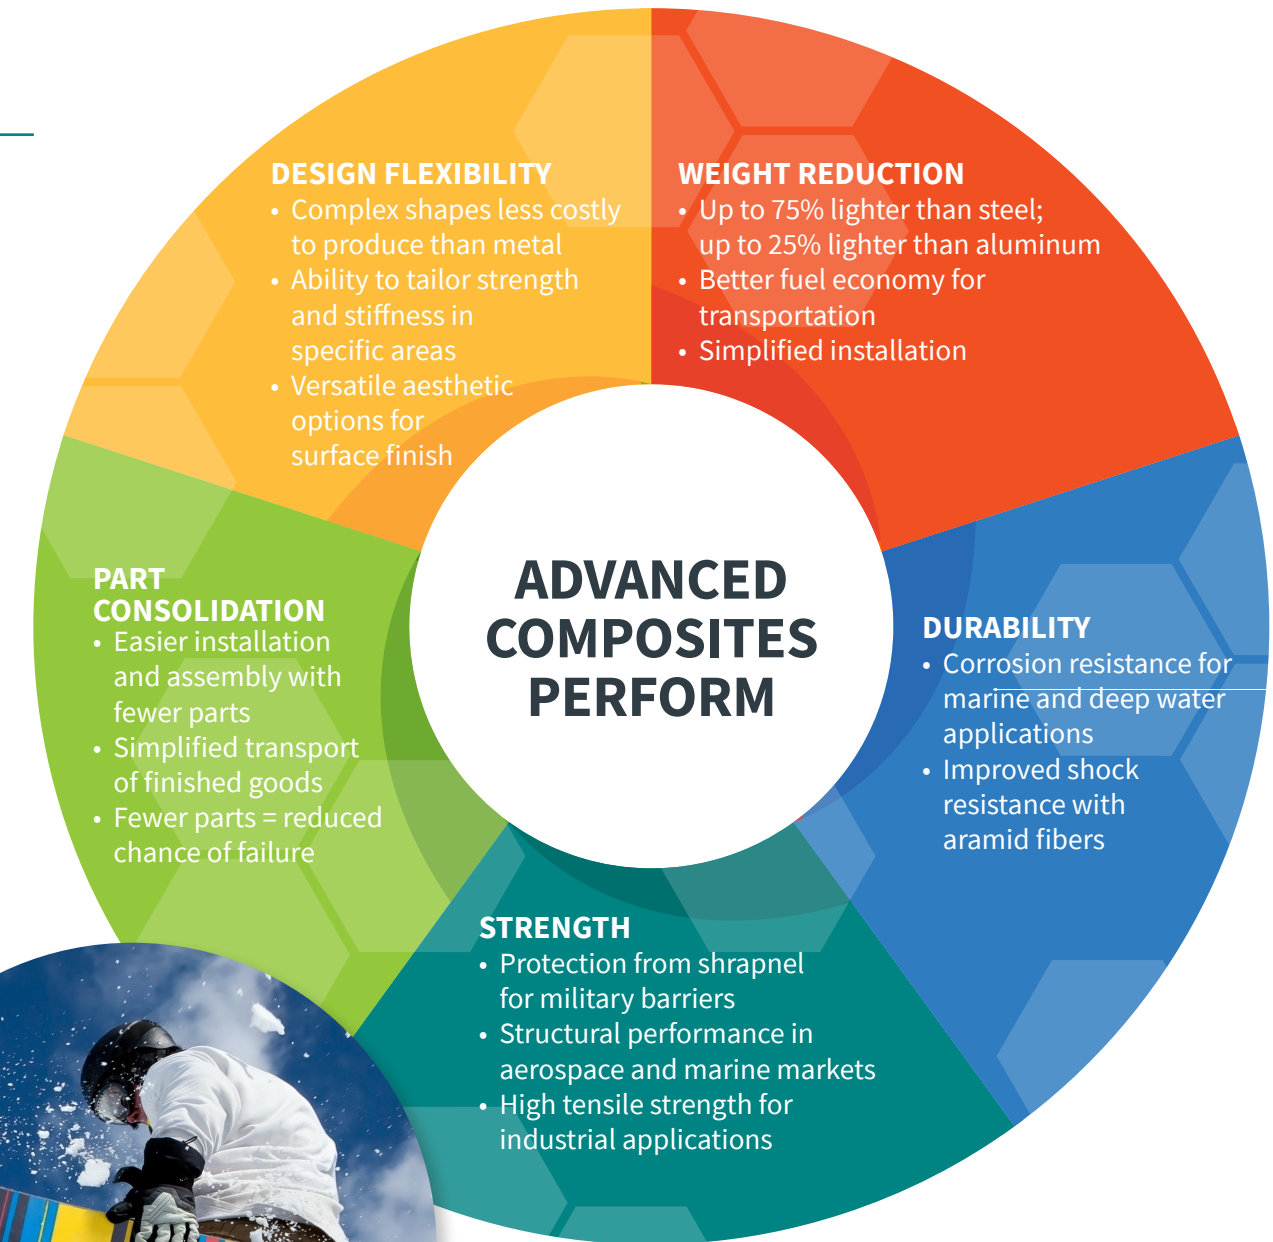 DESIGN FLEXIBILITY
• Complex shapes less costly
to produce than metal
• Ability to tailor strength
and stiffness in
specific areas
• Versatile aesthetic
options for
surface finish
WEIGHT REDUCTION
• Up to 75% lighter than steel;
up to 25% lighter than aluminum
• Better fuel economy for
transportation
• Simplified installation
ADVANCED
COMPOSITES
PERFORM
PART
CONSOLIDATION
• Easier installation
and assembly with
fewer parts
• Simplified transport
of finished goods
• Fewer parts = reduced
chance of failure
DURABILITY
• Corrosion resistance for
marine and deep water
applications
• Improved shock
resistance with
aramid fibers
STRENGTH
• Protection from shrapnel
for military barriers
• Structural performance in
aerospace and marine markets
• High tensile strength for
industrial applications